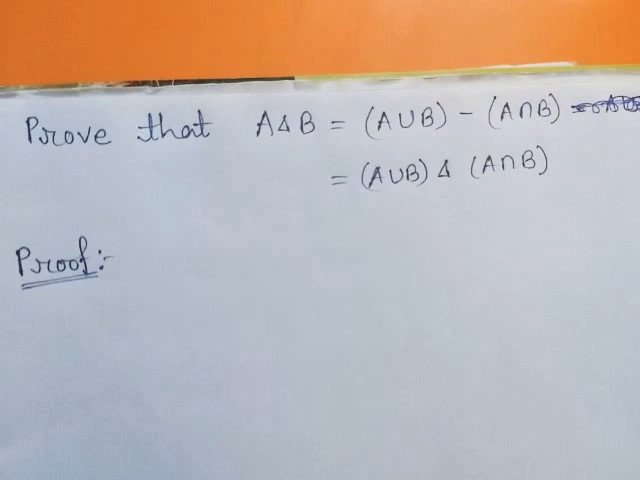 Prove that A∆B = (A∪B) - (A∩B)
= (A∪B) ∆ (A∩B)
Proof:-